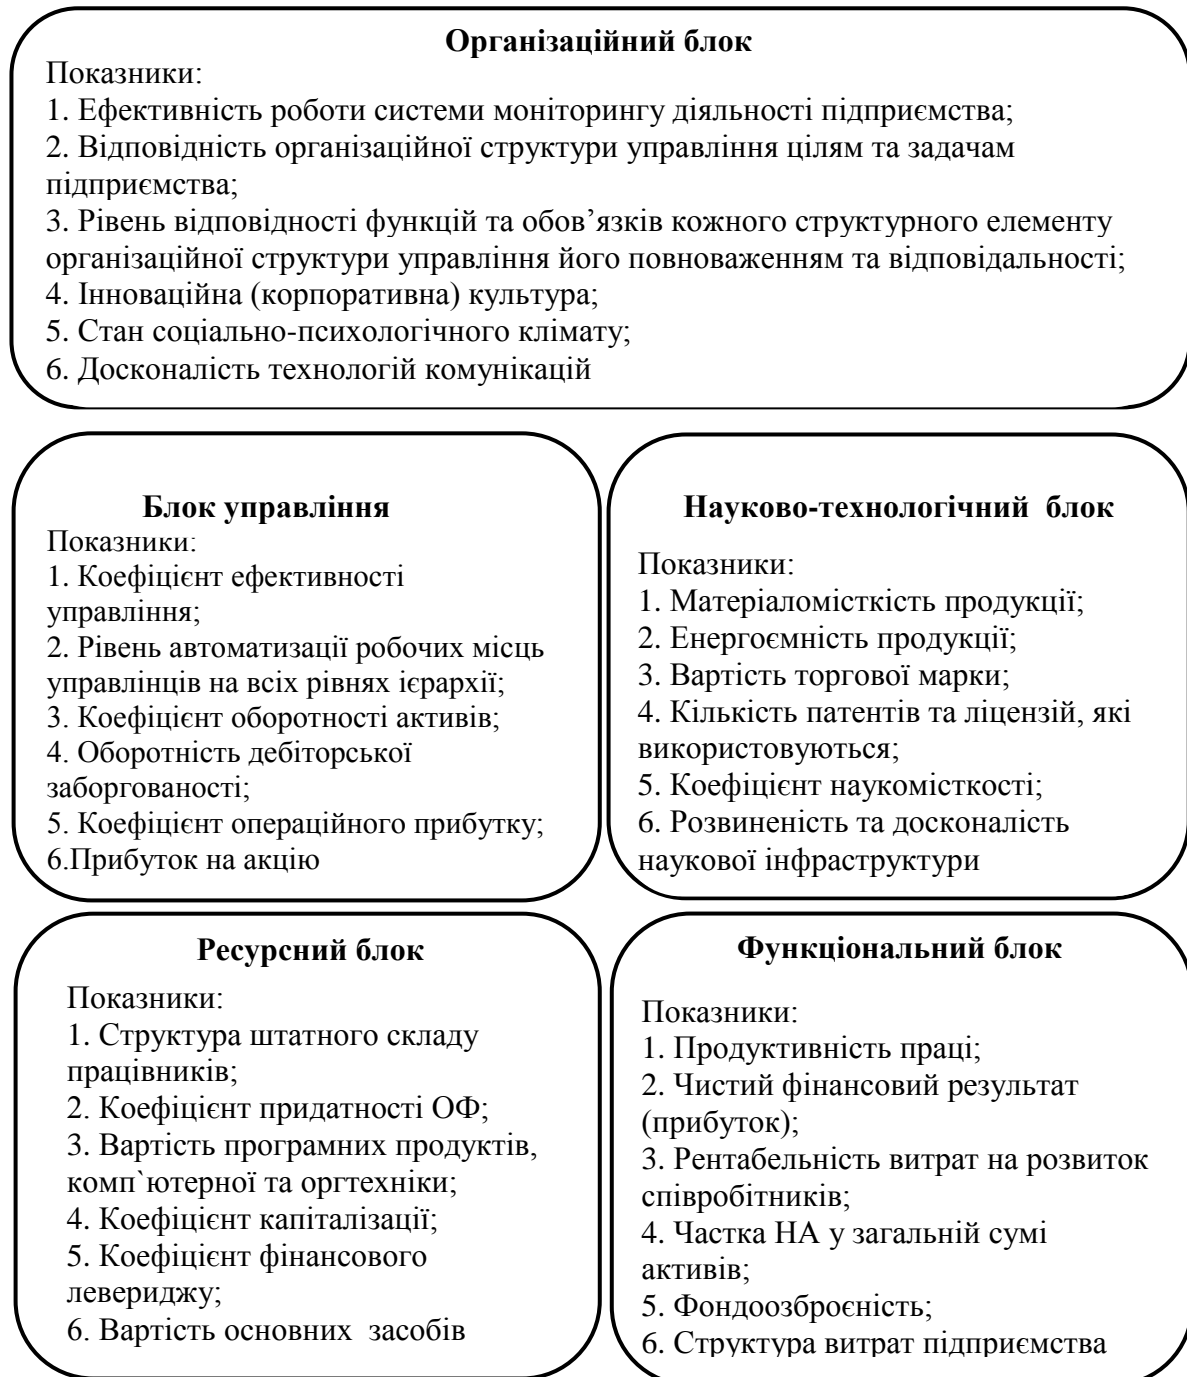 Організаційний блок
Показники:
1. Ефективність роботи системи моніторингу діяльності підприємства;
2. Відповідність організаційної структури управління цілям та задачам
підприємства;
3. Рівень відповідності функцій та обов’язків кожного структурного елементу
організаційної структури управління його повноваженням та відповідальності;
4. Інноваційна (корпоративна) культура;
5. Стан соціально-психологічного клімату;
6. Досконалість технологій комунікацій
Блок управління
Показники:
1. Коефіцієнт ефективності
управління;
2. Рівень автоматизації робочих місць
управлінців на всіх рівнях ієрархії;
3. Коефіцієнт оборотності активів;
4. Оборотність дебіторської
заборгованості;
5. Коефіцієнт операційного прибутку;
6.Прибуток на акцію
Науково-технологічний блок
Показники:
1. Матеріаломісткість продукції;
2. Енергоємність продукції;
3. Вартість торгової марки;
4. Кількість патентів та ліцензій, які
використовуються;
5. Коефіцієнт наукомісткості;
6. Розвиненість та досконалість
наукової інфраструктури
Ресурсний блок
Показники:
1. Структура штатного складу
працівників;
2. Коефіцієнт придатності ОФ;
3. Вартість програмних продуктів,
комп`ютерної та оргтехніки;
4. Коефіцієнт капіталізації;
5. Коефіцієнт фінансового
левериджу;
6. Вартість основних засобів
Функціональний блок
Показники:
1. Продуктивність праці;
2. Чистий фінансовий результат
(прибуток);
3. Рентабельність витрат на розвиток
співробітників;
4. Частка НА у загальній сумі
активів;
5. Фондоозброєність;
6. Структура витрат підприємства